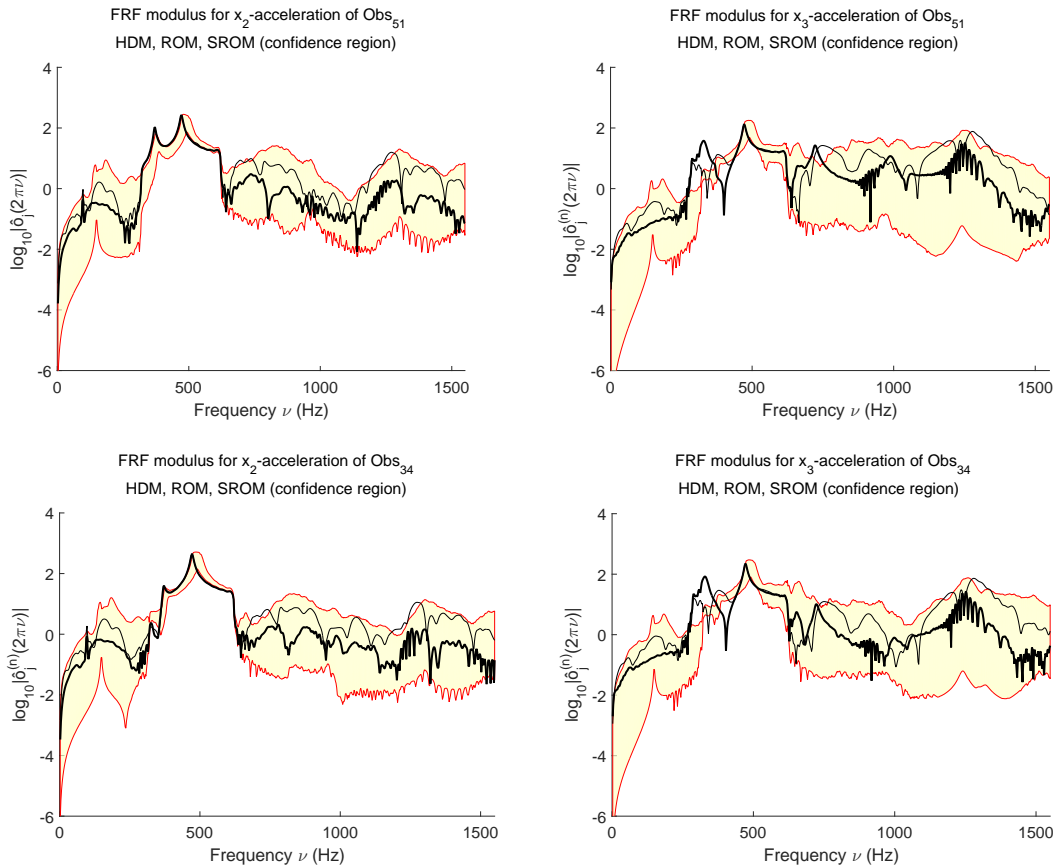 FRF modulus for x2-acceleration of Obs51
HDM, ROM, SROM (confidence region)
4
2
0
-2
-4
-6
log10|ô_j(2πν)|
0
500
1000
1500
Frequency ν (Hz)
FRF modulus for x3-acceleration of Obs51
HDM, ROM, SROM (confidence region)
4
2
0
-2
-4
-6
log10|ô_j^(n)(2πν)|
0
500
1000
1500
Frequency ν (Hz)
FRF modulus for x2-acceleration of Obs34
HDM, ROM, SROM (confidence region)
4
2
0
-2
-4
-6
log10|ô_j^(n)(2πν)|
0
500
1000
1500
Frequency ν (Hz)
FRF modulus for x3-acceleration of Obs34
HDM, ROM, SROM (confidence region)
4
2
0
-2
-4
-6
log10|ô_j^(n)(2πν)|
0
500
1000
1500
Frequency ν (Hz)